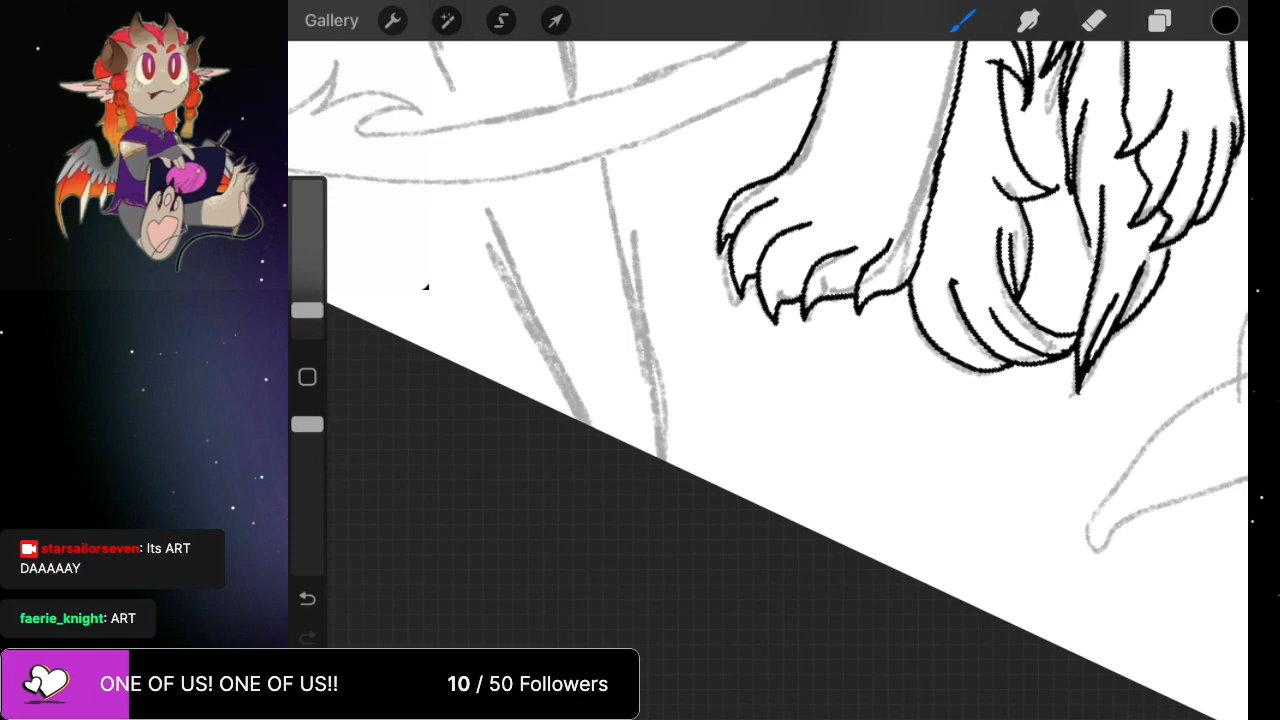 Gallery
starsailorseven: Its ART
DAAAAAY
faerie_knight: ART
ONE OF US! ONE OF US!!
10 / 50 Followers